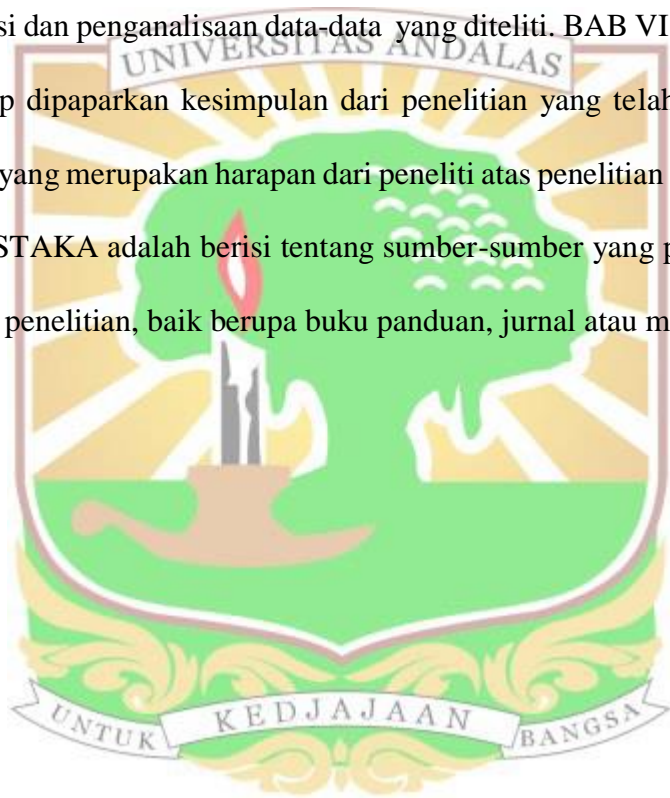 si dan penganalisaan data-data yang diteliti. BAB VI
UNIVERSITAS ANDALAS
p dipaparkan kesimpulan dari penelitian yang telah
yang merupakan harapan dari peneliti atas penelitian
STAKA adalah berisi tentang sumber-sumber yang p
penelitian, baik berupa buku panduan, jurnal atau m
UNTUK KEDJAJAAN BANGSA